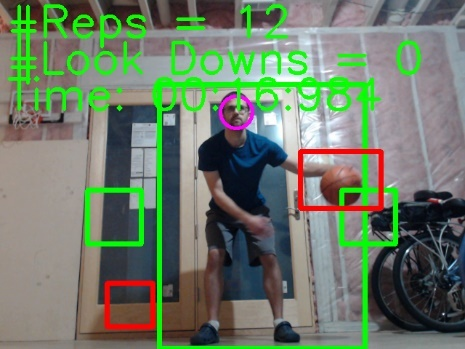 #Reps = 12
#Look Downs = 0
Time: 00:16:984